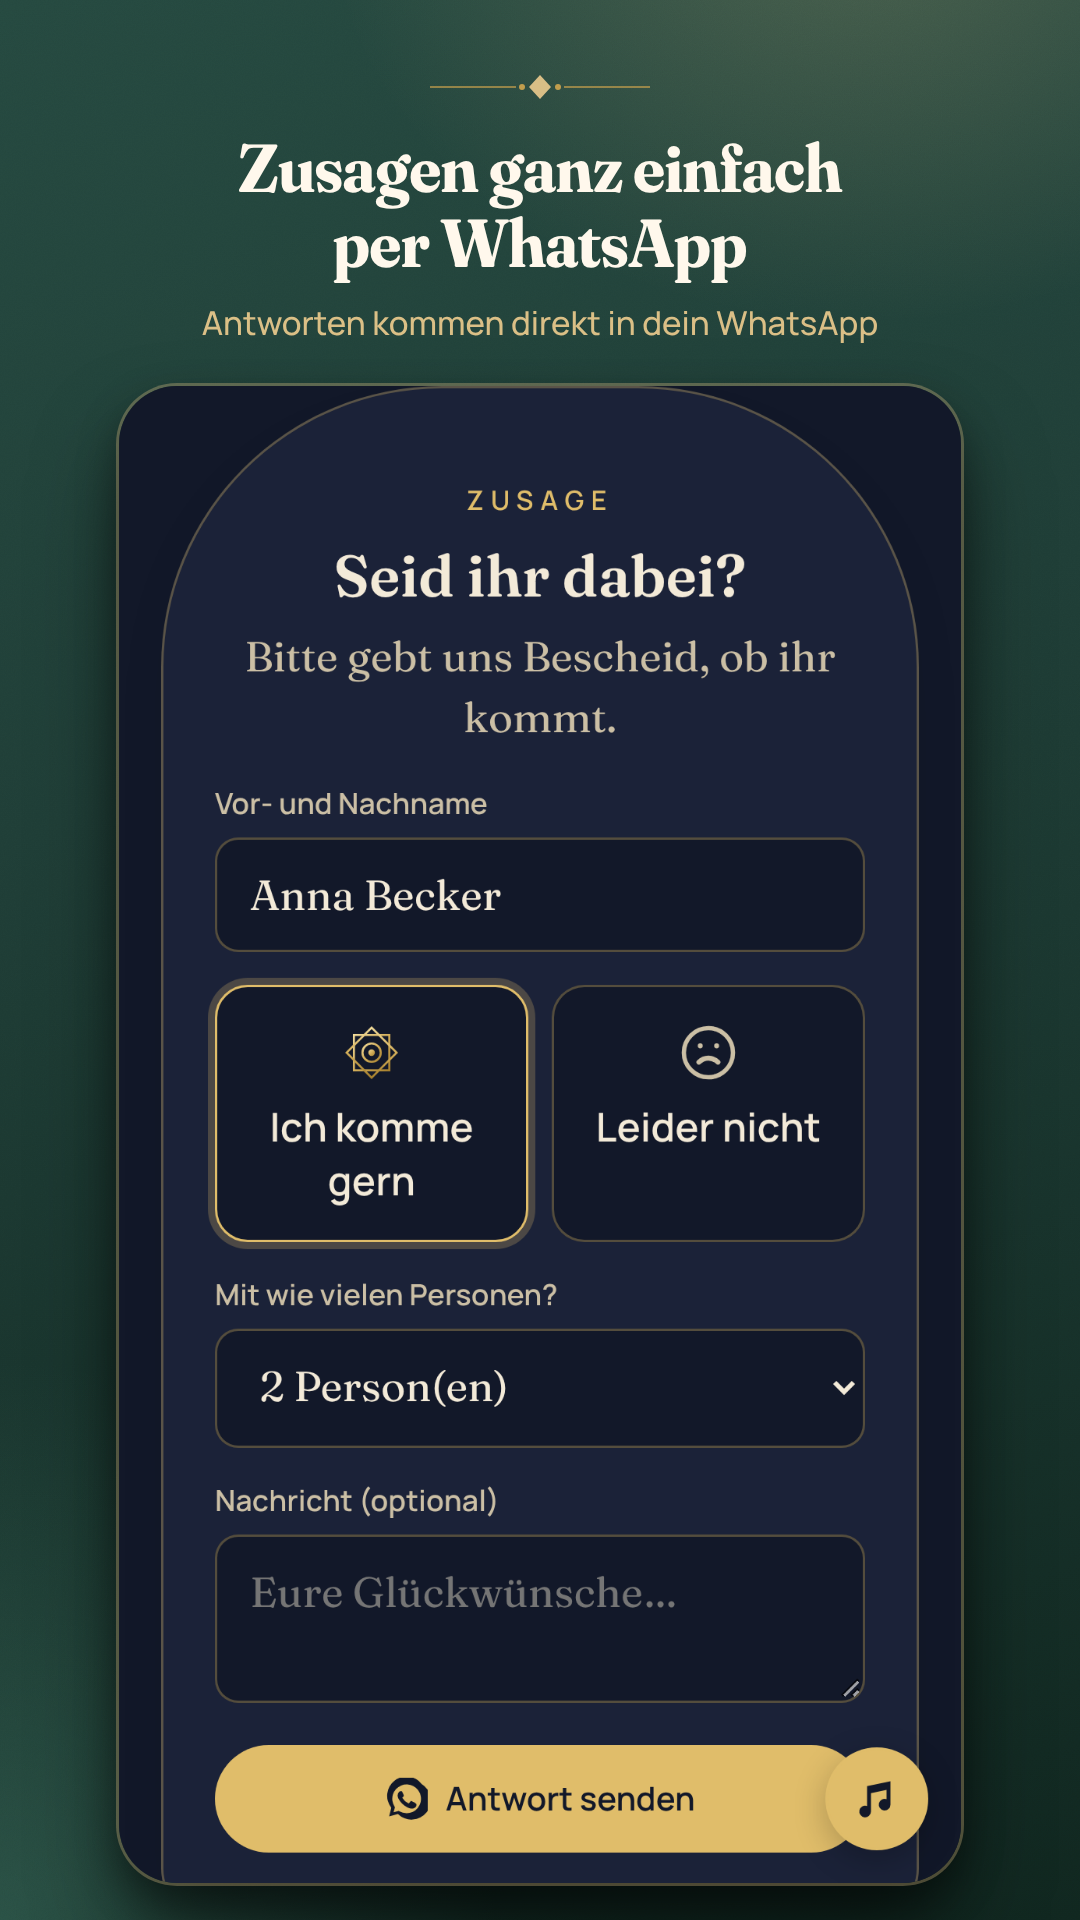 Zusagen ganz einfach
per WhatsApp
Antworten kommen direkt in dein WhatsApp
ZUSAGE
Seid ihr dabei?
Bitte gebt uns Bescheid, ob ihr
kommt.
Vor- und Nachname
Anna Becker
Ich komme
gern
Leider nicht
Mit wie vielen Personen?
2 Person(en)
Nachricht (optional)
Eure Glückwünsche...
Antwort senden